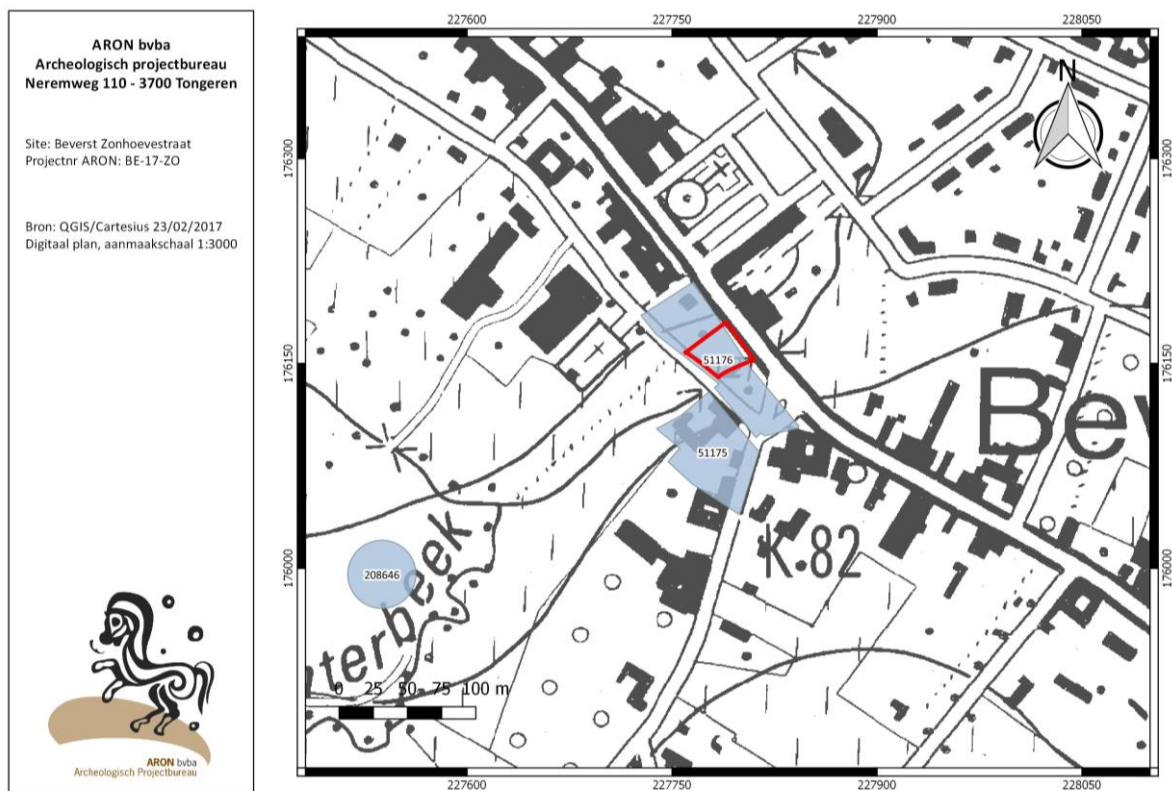 ARON bvba
Archeologisch projectbureau
Neremweg 110 - 3700 Tongeren
Site: Beverst Zonhoevestraat
Projectnr ARON: BE-17-ZO
Bron: QGIS/Cartesius 23/02/2017
Digitaal plan, aanmaakschaal 1:3000
ARON bvba
Archeologisch Projectbureau
227600 227750 227900 228050
N
176300 176300
176150 176150
51176
Bev
51175
K.82
176000 176000
208646
terbeek
0 25 50 75 100 m
227600 227750 227900 228050